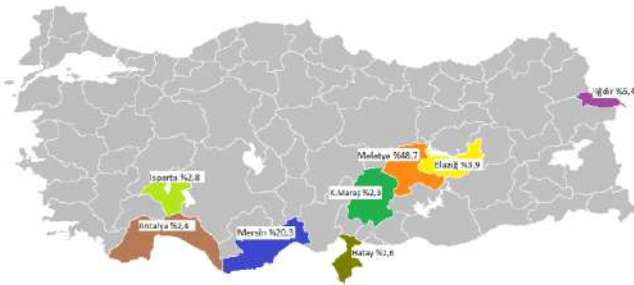 Iğdır %5,4
Malatya %48,7
Elazığ %3,9
Isparta %2,8
K.Maraş %2,3
Antalya %2,4
Mersin %20,3
Hatay %2,6